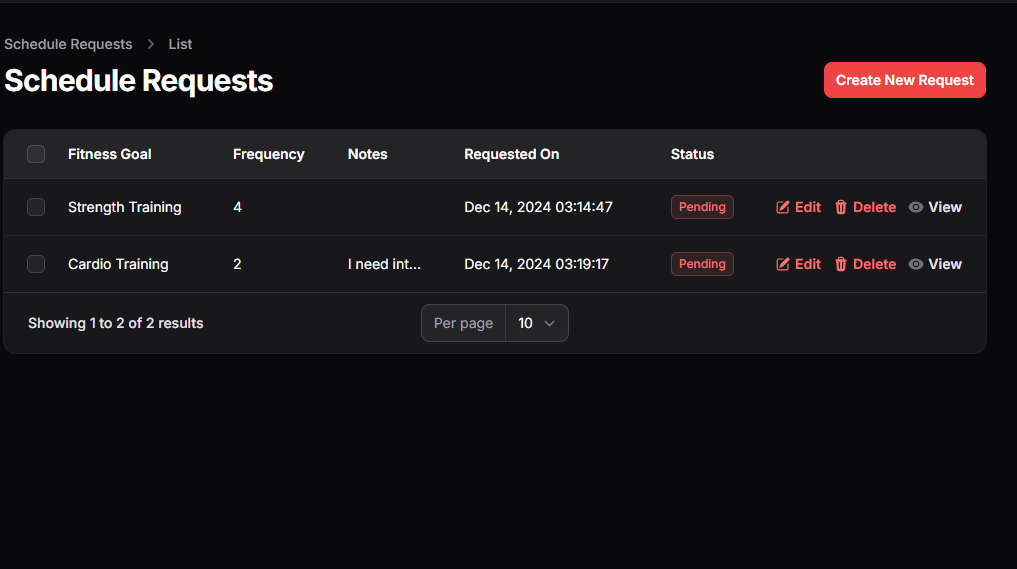 Schedule Requests > List
Schedule Requests
Create New Request
Fitness Goal Frequency Notes Requested On Status
Strength Training 4 Dec 14, 2024 03:14:47 Pending Edit Delete View
Cardio Training 2 I need int... Dec 14, 2024 03:19:17 Pending Edit Delete View
Showing 1 to 2 of 2 results Per page 10